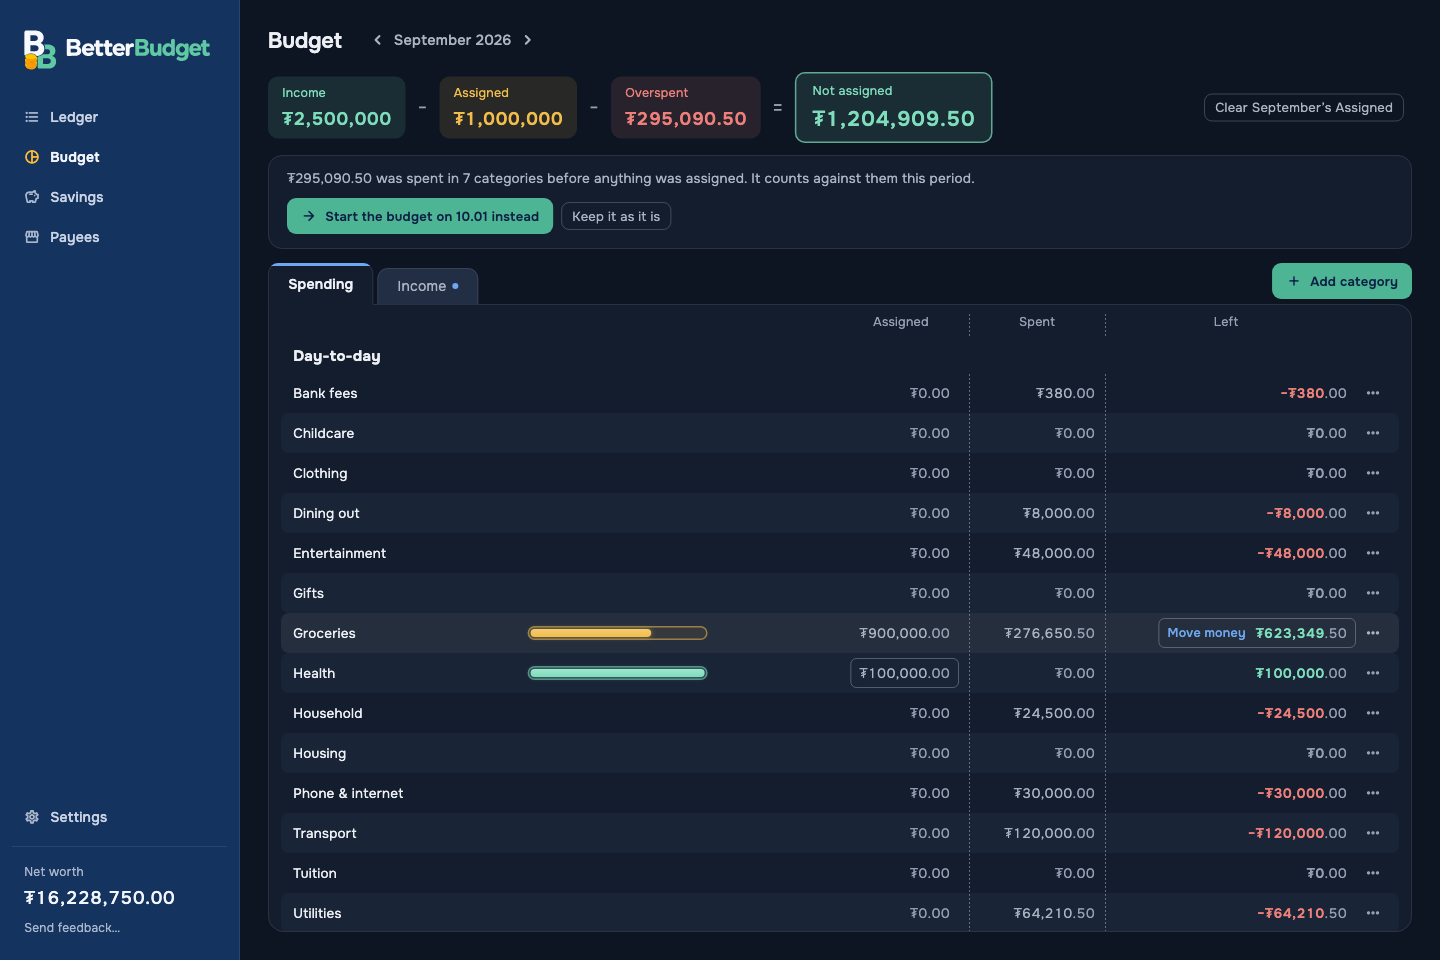 BetterBudget
Ledger
Budget
Savings
Payees
Settings
Net worth
₮16,228,750.00
Send feedback...
Budget
September 2026
Income
₮2,500,000
-
Assigned
₮1,000,000
-
Overspent
₮295,090.50
=
Not assigned
₮1,204,909.50
Clear September's Assigned
₮295,090.50 was spent in 7 categories before anything was assigned. It counts against them this period.
Start the budget on 10.01 instead
Keep it as it is
Spending
Income
+ Add category
Assigned Spent Left
Day-to-day
Bank fees ₮0.00 ₮380.00 -₮380.00
Childcare ₮0.00 ₮0.00 ₮0.00
Clothing ₮0.00 ₮0.00 ₮0.00
Dining out ₮0.00 ₮8,000.00 -₮8,000.00
Entertainment ₮0.00 ₮48,000.00 -₮48,000.00
Gifts ₮0.00 ₮0.00 ₮0.00
Groceries ₮900,000.00 ₮276,650.50 Move money ₮623,349.50
Health ₮100,000.00 ₮0.00 ₮100,000.00
Household ₮0.00 ₮24,500.00 -₮24,500.00
Housing ₮0.00 ₮0.00 ₮0.00
Phone & internet ₮0.00 ₮30,000.00 -₮30,000.00
Transport ₮0.00 ₮120,000.00 -₮120,000.00
Tuition ₮0.00 ₮0.00 ₮0.00
Utilities ₮0.00 ₮64,210.50 -₮64,210.50